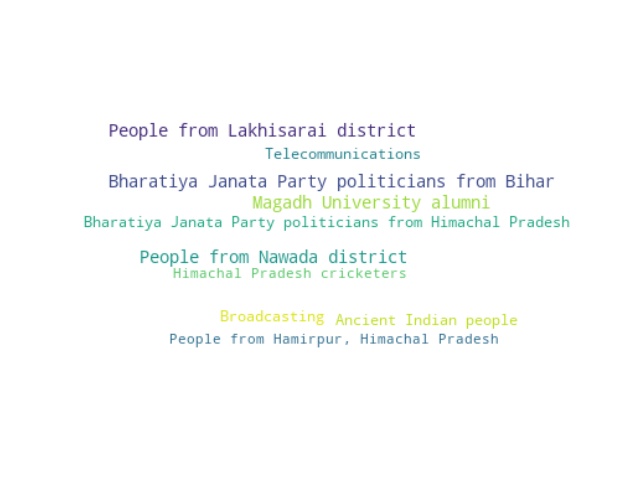 People from Lakhisarai district
Telecommunications
Bharatiya Janata Party politicians from Bihar
Magadh University alumni
Bharatiya Janata Party politicians from Himachal Pradesh
People from Nawada district
Himachal Pradesh cricketers
Broadcasting
Ancient Indian people
People from Hamirpur, Himachal Pradesh